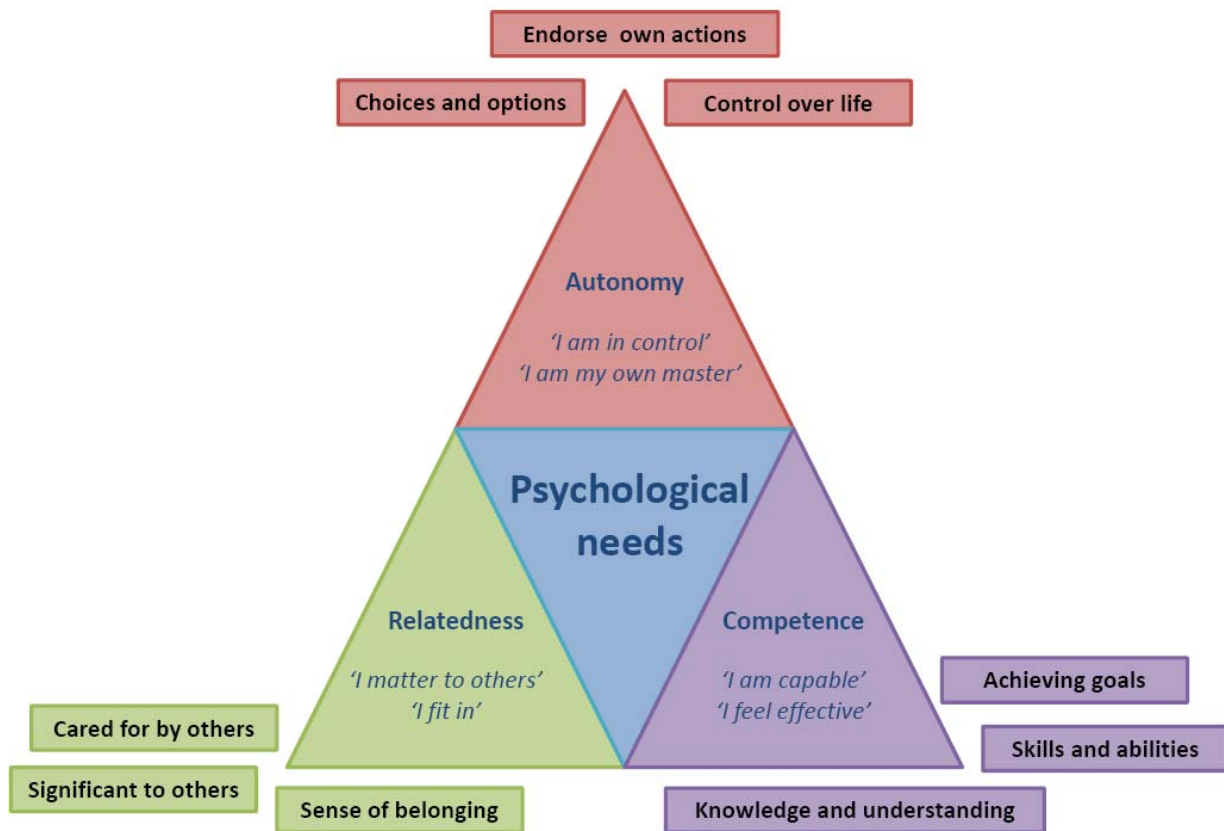 Endorse own actions
Choices and options
Control over life
Autonomy
‘I am in control’
‘I am my own master’
Psychological
needs
Relatedness
‘I matter to others’
‘I fit in’
Competence
‘I am capable’
‘I feel effective’
Achieving goals
Cared for by others
Skills and abilities
Significant to others
Sense of belonging
Knowledge and understanding